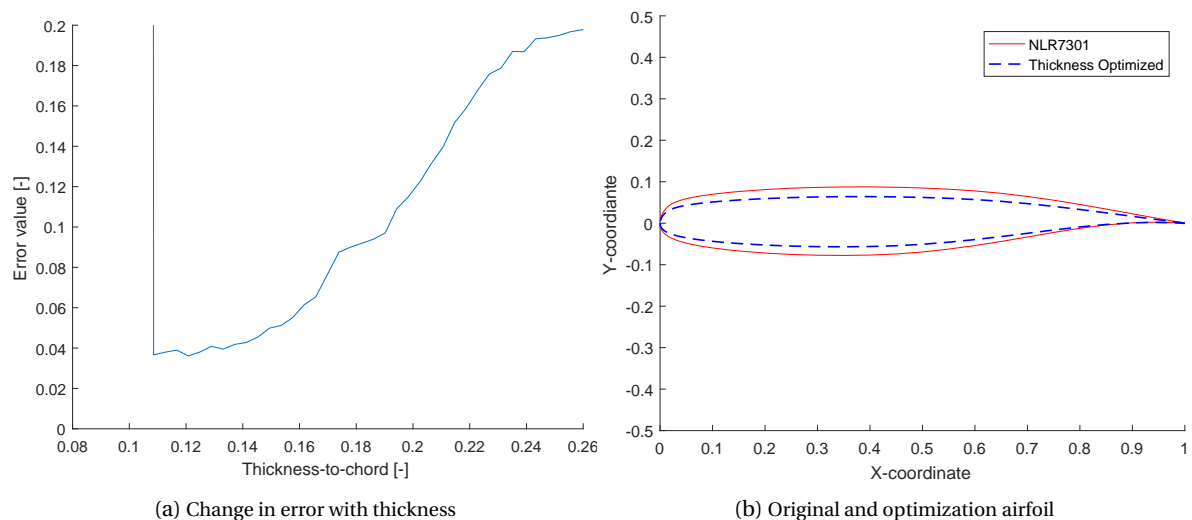 0.2
0.18
0.16
0.14
0.12
0.1
0.08
0.06
0.04
0.02
0
Error value [-]
0.08 0.1 0.12 0.14 0.16 0.18 0.2 0.22 0.24 0.26
Thickness-to-chord [-]
(a) Change in error with thickness
0.5
0.4
0.3
0.2
0.1
0
-0.1
-0.2
-0.3
-0.4
-0.5
Y-coordiante
NLR7301
Thickness Optimized
0 0.1 0.2 0.3 0.4 0.5 0.6 0.7 0.8 0.9 1
X-coordinate
(b) Original and optimization airfoil